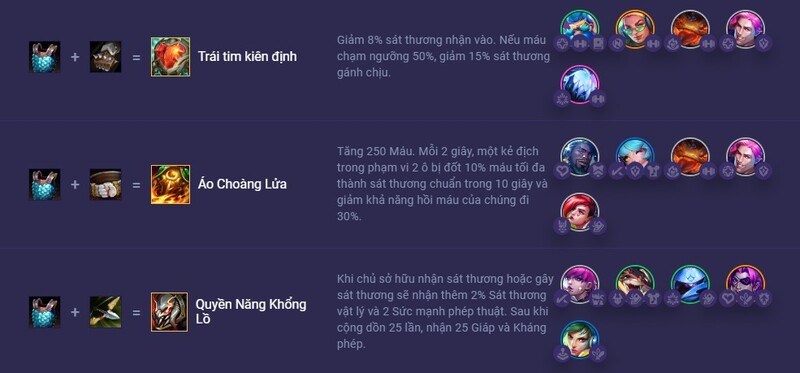 Giảm 8% sát thương nhận vào. Nếu máu
+ = Trái tim kiên định
chạm ngưỡng 50%, giảm 15% sát thương
gánh chịu.
Tăng 250 Máu. Mỗi 2 giây, một kẻ địch
trong phạm vi 2 ô bị đốt 10% máu tối đa
+ = Áo Choàng Lửa
thành sát thương chuẩn trong 10 giây và
giảm khả năng hồi máu của chúng đi
30%.
Khi chủ sở hữu nhận sát thương hoặc gây
sát thương sẽ nhận thêm 2% Sát thương
+ = Quyền Năng Khổng
Lồ
vật lý và 2 Sức mạnh phép thuật. Sau khi
cộng dồn 25 lần, nhận 25 Giáp và Kháng
phép.